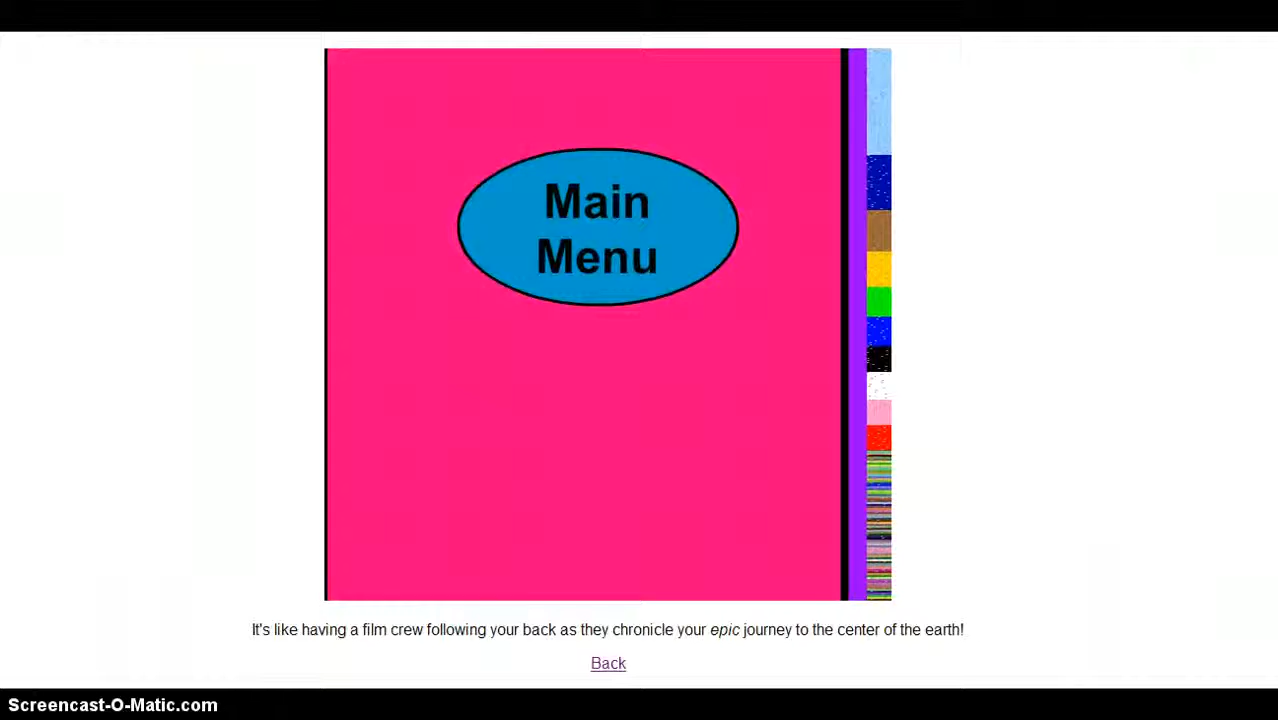 Main
Menu
It's like having a film crew following your back as they chronicle your epic journey to the center of the earth!
Back
Screencast-O-Matic.com